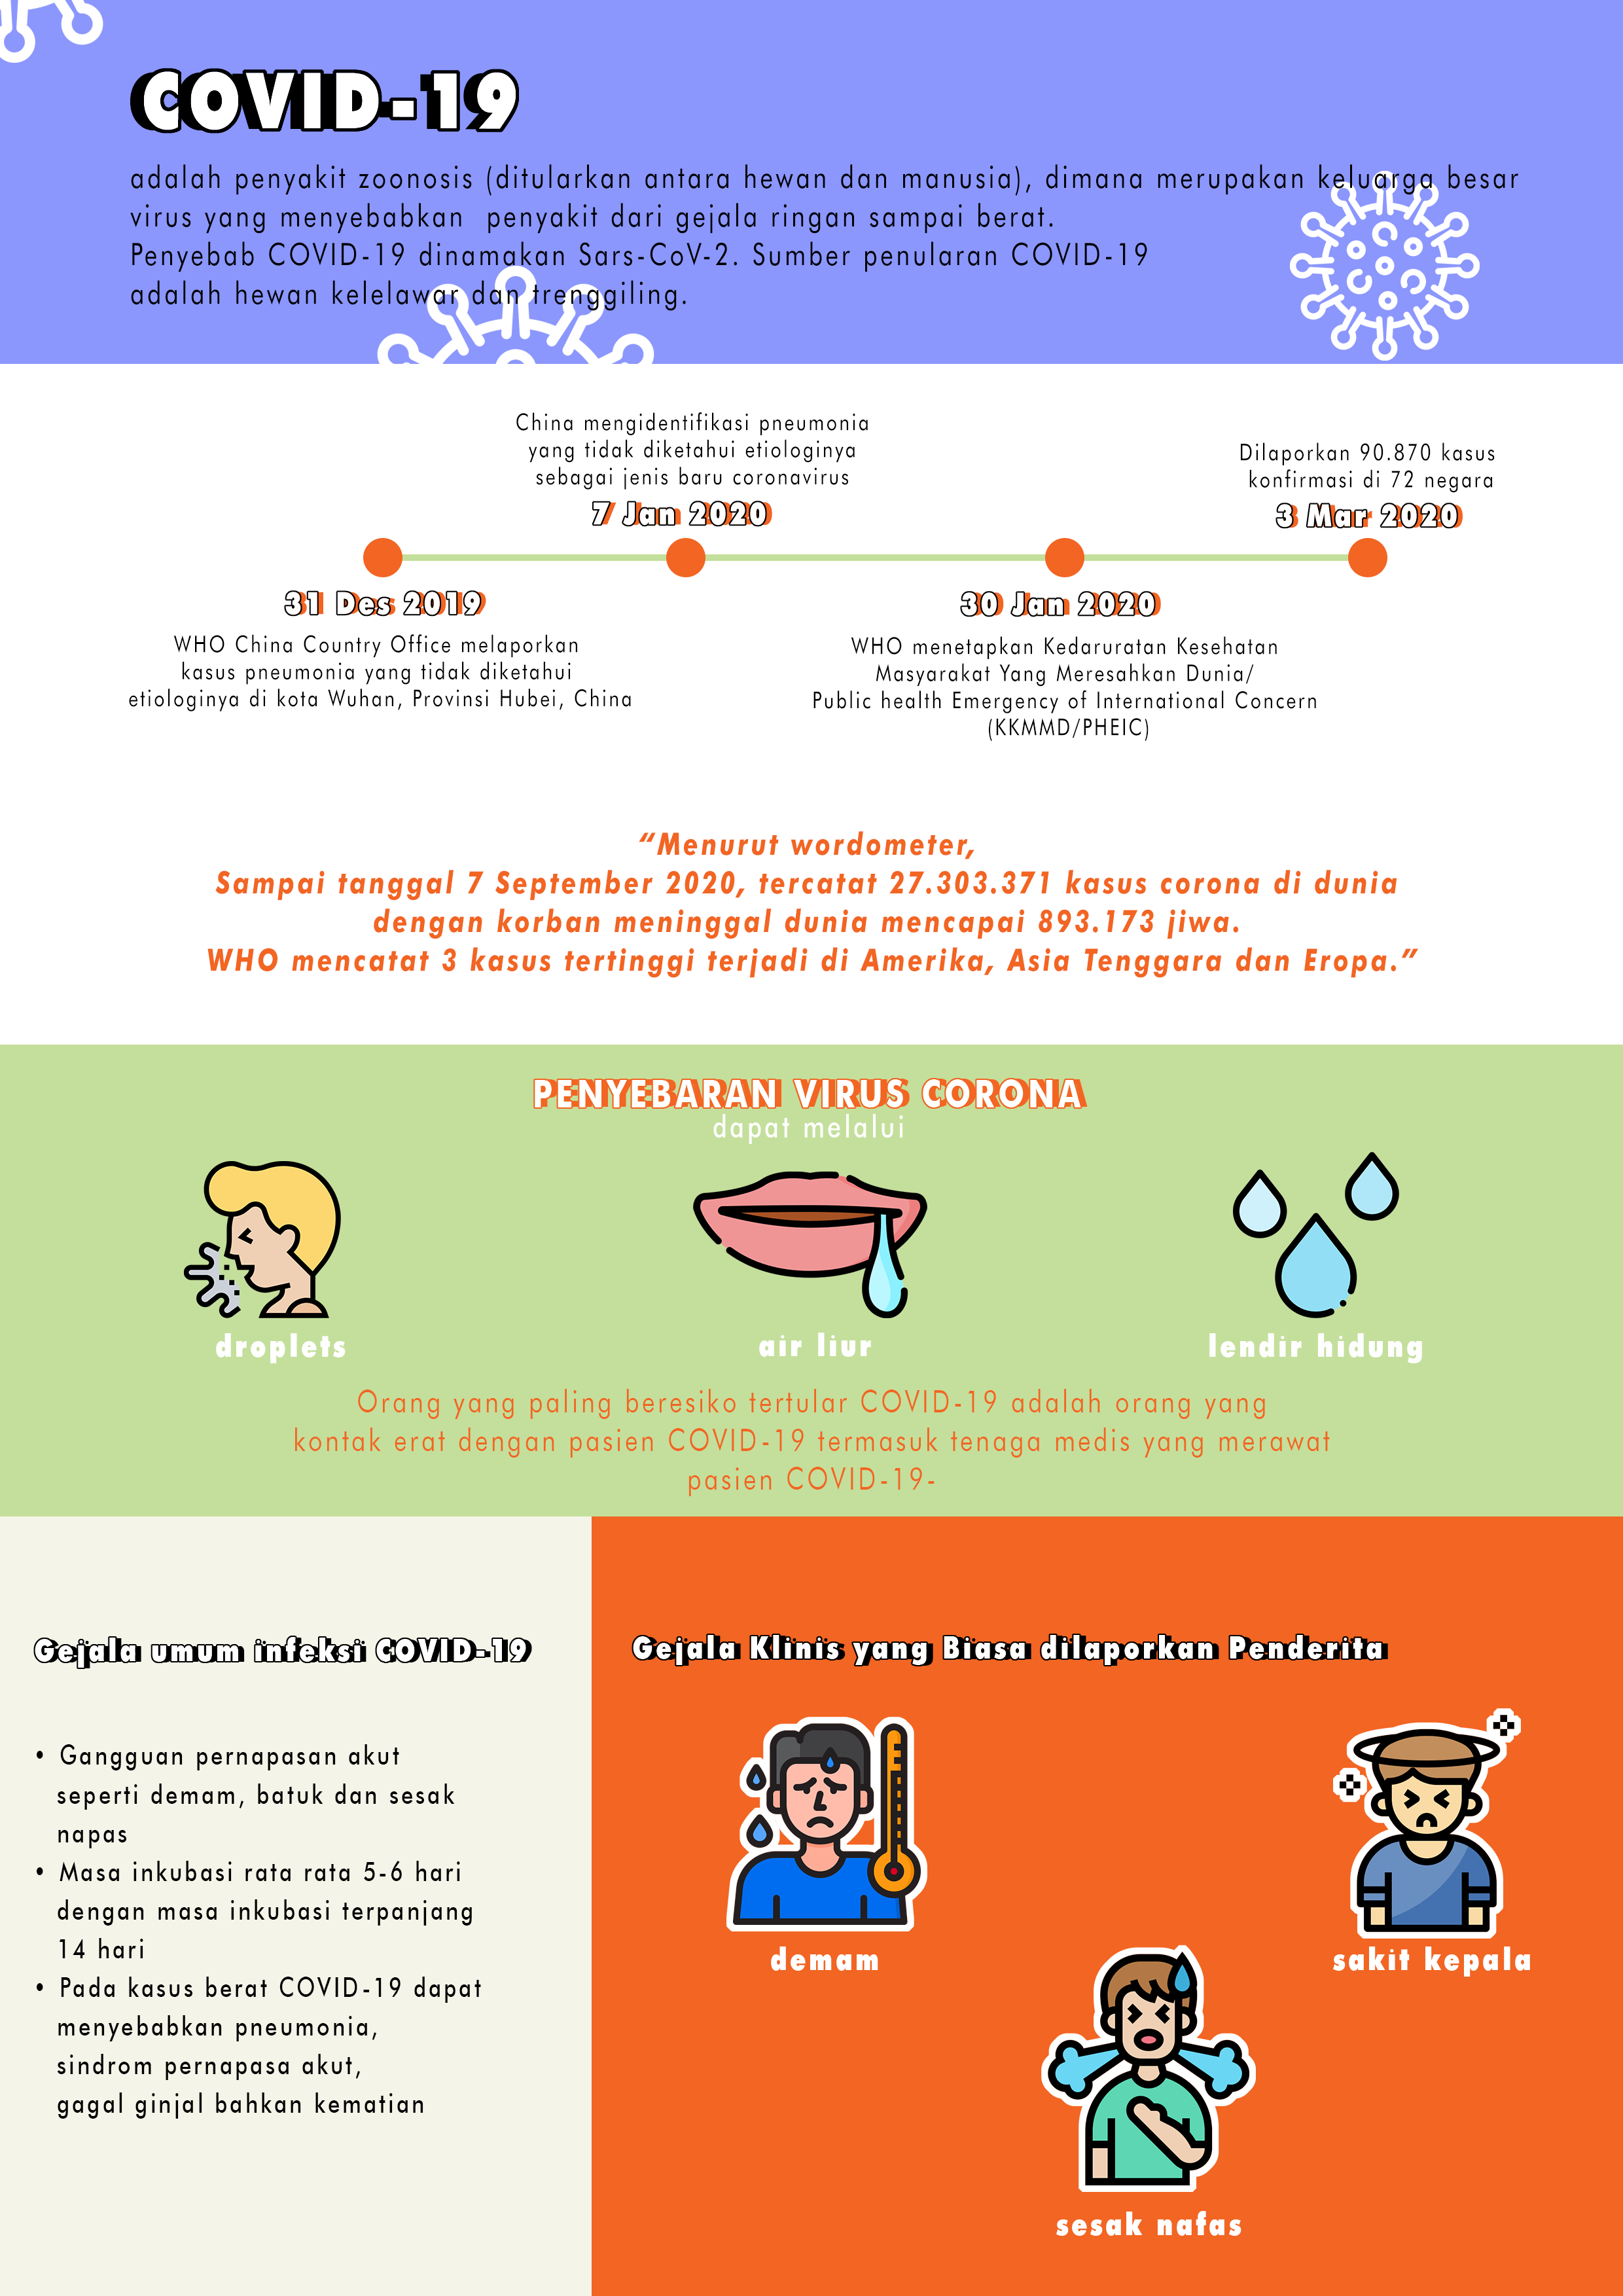 COVID-19
adalah penyakit zoonosis (ditularkan antara hewan dan manusia), dimana merupakan keluarga besar
virus yang menyebabkan penyakit dari gejala ringan sampai berat.
Penyebab COVID-19 dinamakan Sars-CoV-2. Sumber penularan COVID-19
adalah hewan kelelawar dan trenggiling.
China mengidentifikasi pneumonia
yang tidak diketahui etiologinya
sebagai jenis baru coronavirus
7 Jan 2020
Dilaporkan 90.870 kasus
konfirmasi di 72 negara
3 Mar 2020
31 Des 2019
WHO China Country Office melaporkan
kasus pneumonia yang tidak diketahui
etiologinya di kota Wuhan, Provinsi Hubei, China
30 Jan 2020
WHO menetapkan Kedaruratan Kesehatan
Masyarakat Yang Meresahkan Dunia/
Public health Emergency of International Concern
(KKMMD/PHEIC)
“Menurut wordometer,
Sampai tanggal 7 September 2020, tercatat 27.303.371 kasus corona di dunia
dengan korban meninggal dunia mencapai 893.173 jiwa.
WHO mencatat 3 kasus tertinggi terjadi di Amerika, Asia Tenggara dan Eropa.”
PENYEBARAN VIRUS CORONA
dapat melalui
droplets
air liur
lendir hidung
Orang yang paling beresiko tertular COVID-19 adalah orang yang
kontak erat dengan pasien COVID-19 termasuk tenaga medis yang merawat
pasien COVID-19-
Gejala umum infeksi COVID-19
• Gangguan pernapasan akut
seperti demam, batuk dan sesak
napas
• Masa inkubasi rata rata 5-6 hari
dengan masa inkubasi terpanjang
14 hari
• Pada kasus berat COVID-19 dapat
menyebabkan pneumonia,
sindrom pernapasa akut,
gagal ginjal bahkan kematian
Gejala Klinis yang Biasa dilaporkan Penderita
demam
sakit kepala
sesak nafas